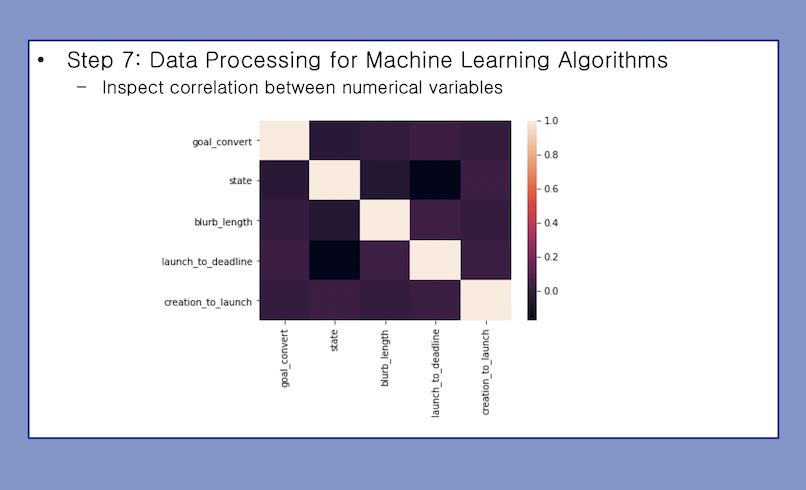 • Step 7: Data Processing for Machine Learning Algorithms
– Inspect correlation between numerical variables
goal_convert
state
blurb_length
launch_to_deadline
creation_to_launch
1.0
0.8
0.6
0.4
0.2
0.0
goal_convert
state
blurb_length
launch_to_deadline
creation_to_launch